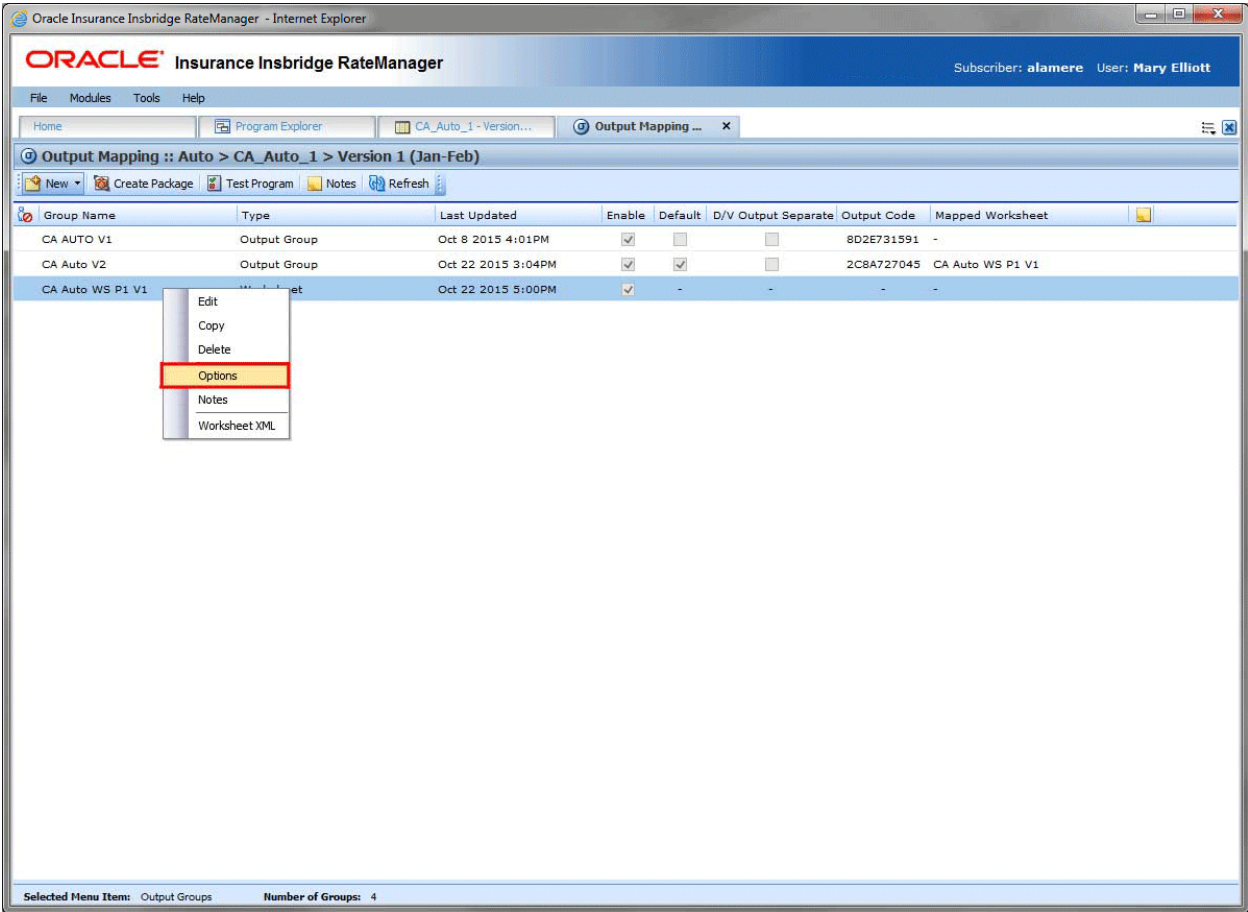 Oracle Insurance Insbridge RateManager - Internet Explorer
ORACLE Insurance Insbridge RateManager
Subscriber: alamere User: Mary Elliott
File Modules Tools Help
Home Program Explorer CA_Auto_1 - Version... Output Mapping ... x
Output Mapping :: Auto > CA_Auto_1 > Version 1 (Jan-Feb)
New Create Package Test Program Notes Refresh
Group Name Type Last Updated Enable Default D/V Output Separate Output Code Mapped Worksheet
CA AUTO V1 Output Group Oct 8 2015 4:01PM 8D2E731591 -
CA Auto V2 Output Group Oct 22 2015 3:04PM 2C8A727045 CA Auto WS P1 V1
CA Auto WS P1 V1 Oct 22 2015 5:00PM - - - -
Edit
Copy
Delete
Options
Notes
Worksheet XML
Selected Menu Item: Output Groups Number of Groups: 4